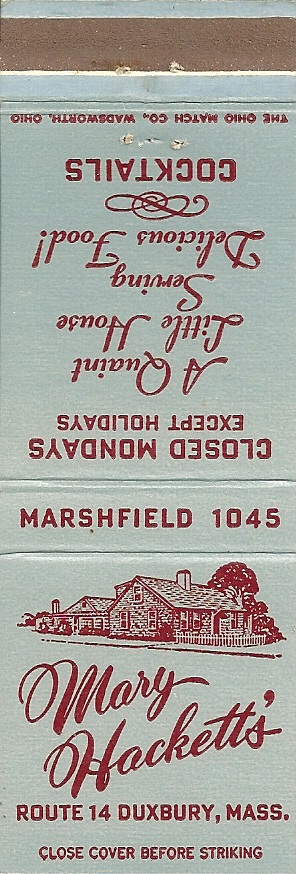 THE OHIO MATCH CO., WADSWORTH, OHIO
CLOSED MONDAYS
EXCEPT HOLIDAYS
A Quaint
Little House
Serving
Delicious Food!
COCKTAILS
MARSHFIELD 1045
Mary
Hackett's
ROUTE 14 DUXBURY, MASS.
CLOSE COVER BEFORE STRIKING